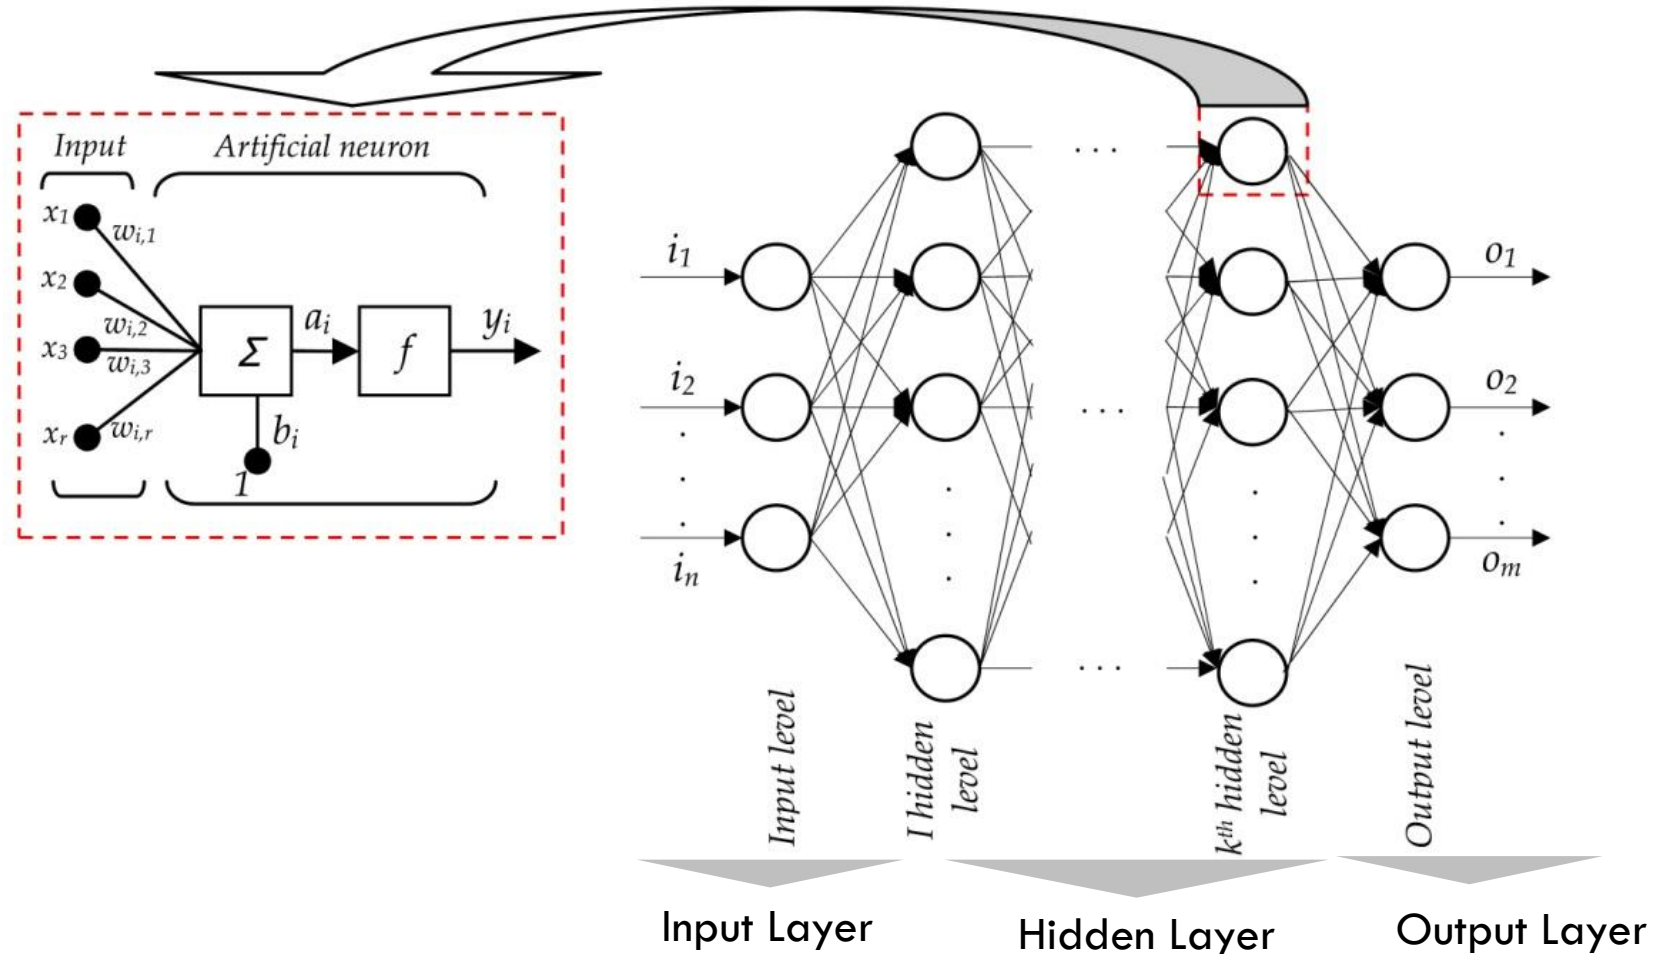 Input Artificial neuron
x1
wi,1
x2
wi,2
x3
wi,3
xr
wi,r
Σ
ai
f
yi
bi
1
i1
i2
.
.
.
in
. . .
. . .
. . .
.
.
.
.
.
.
o1
o2
.
.
.
om
Input level
I hidden
level
kth hidden
level
Output level
Input Layer
Hidden Layer
Output Layer